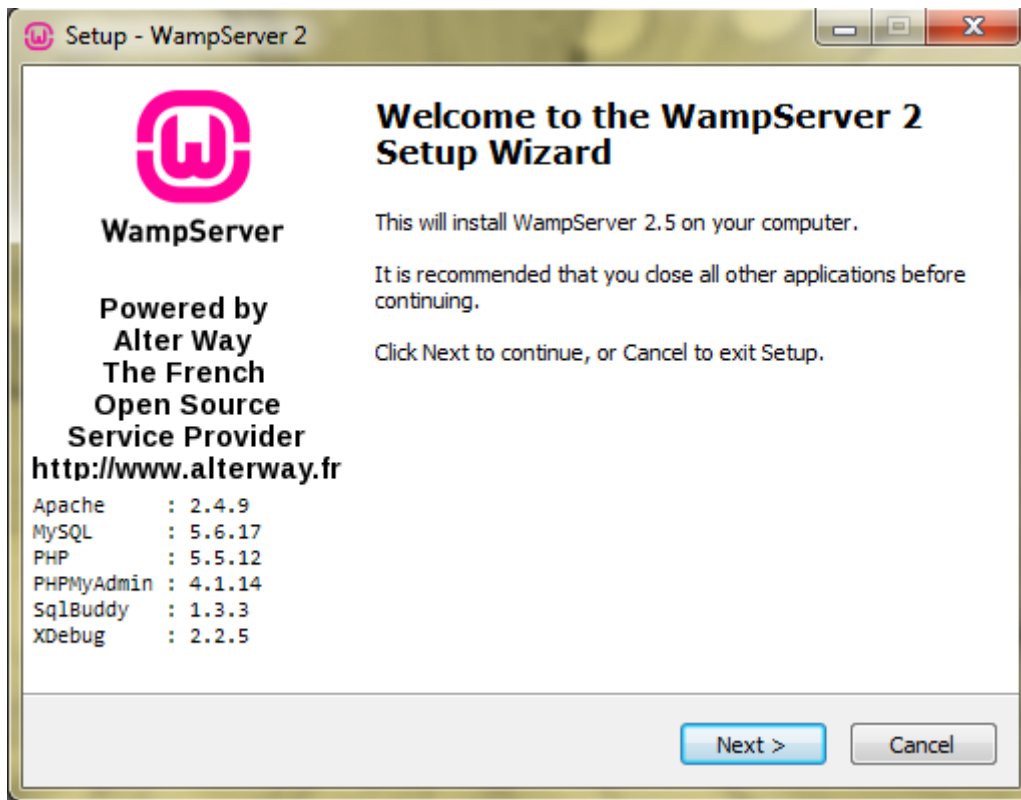 Setup - WampServer 2
WampServer
Powered by
Alter Way
The French
Open Source
Service Provider
http://www.alterway.fr
Apache : 2.4.9
MySQL : 5.6.17
PHP : 5.5.12
PHPMyAdmin : 4.1.14
SqlBuddy : 1.3.3
XDebug : 2.2.5
Welcome to the WampServer 2
Setup Wizard
This will install WampServer 2.5 on your computer.
It is recommended that you close all other applications before
continuing.
Click Next to continue, or Cancel to exit Setup.
Next >
Cancel